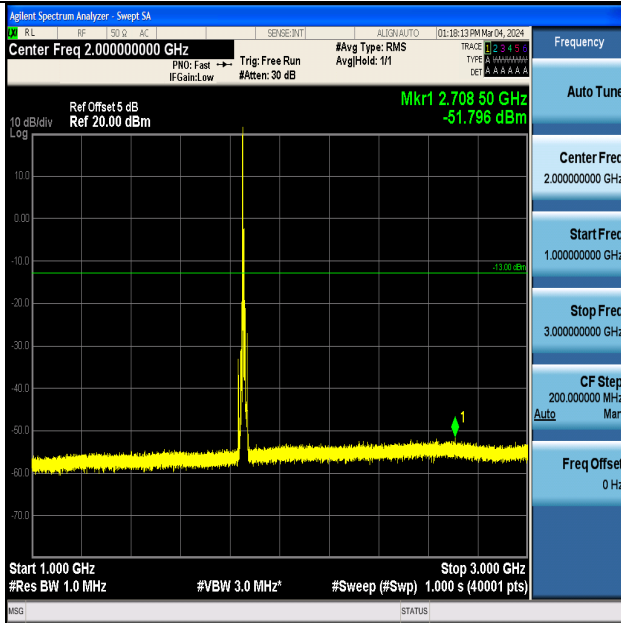 Agilent Spectrum Analyzer - Swept SA
RL RF 50 Ω AC SENSE:INT ALIGN AUTO 01:18:13 PM Mar 04, 2024
Center Freq 2.000000000 GHz #Avg Type: RMS TRACE 1 2 3 4 5 6 Frequency
PNO: Fast Trig: Free Run Avg|Hold: 1/1 TYPE A
IFGain:Low #Atten: 30 dB DET A A A A A A
Auto Tune
Mkr1 2.708 50 GHz
Ref Offset 5 dB
10 dB/div Ref 20.00 dBm -51.796 dBm
Log
Center Freq
2.000000000 GHz
10.0
0.00
Start Freq
1.000000000 GHz
-10.0
-13.00 dBm
-20.0
Stop Freq
3.000000000 GHz
-30.0
-40.0
CF Step
200.000000 MHz
Auto Man
1
-50.0
-60.0
Freq Offset
0 Hz
-70.0
Start 1.000 GHz Stop 3.000 GHz
#Res BW 1.0 MHz #VBW 3.0 MHz* #Sweep (#Swp) 1.000 s (40001 pts)
MSG STATUS